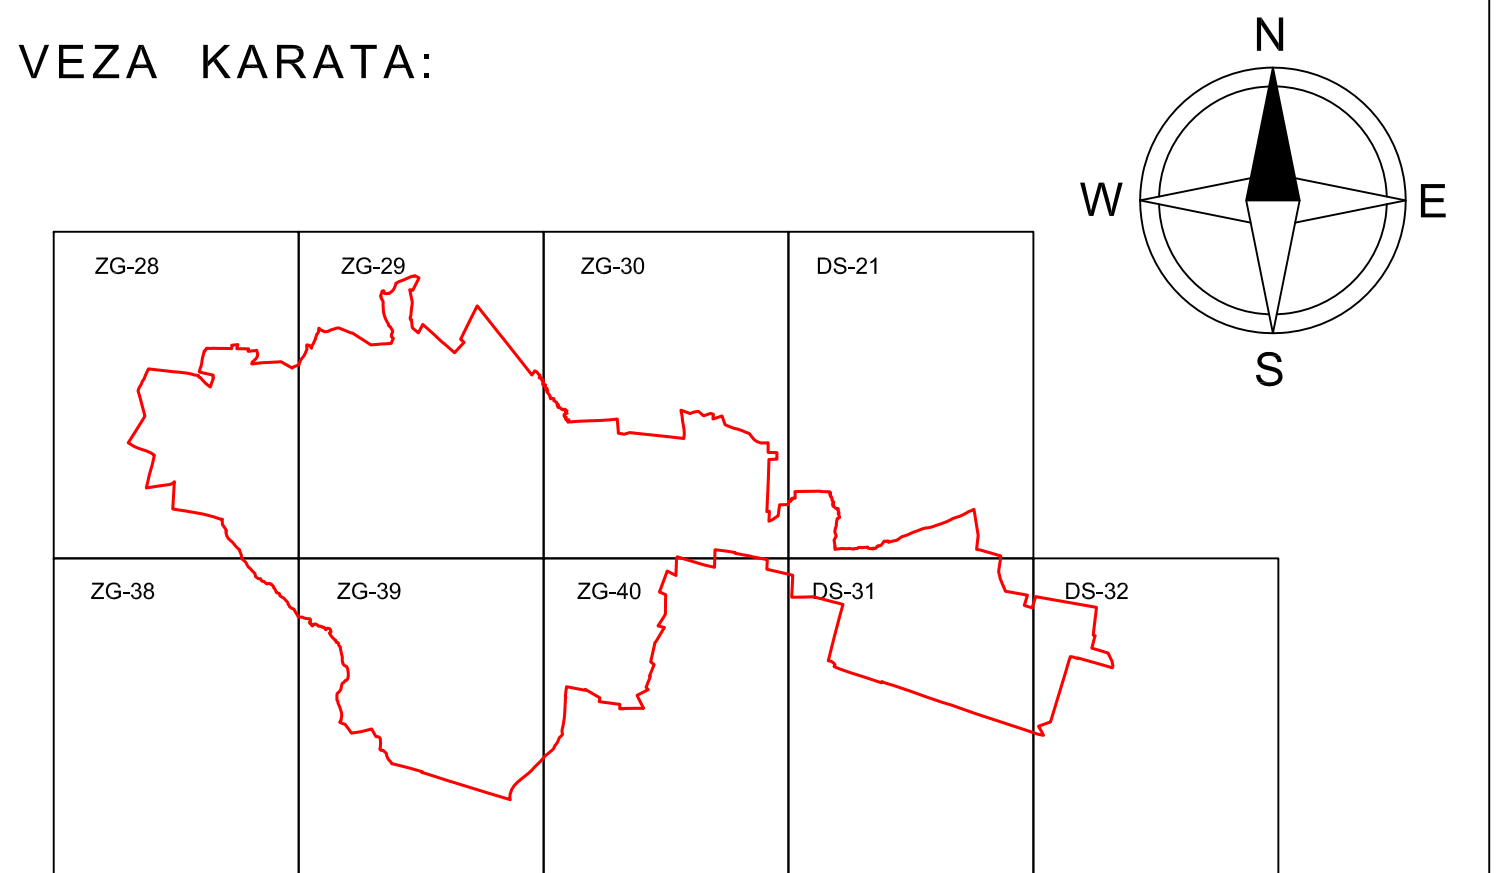 VEZA KARATA:
N
W
E
S
ZG-28
ZG-29
ZG-30
DS-21
ZG-38
ZG-39
ZG-40
DS-31
DS-32